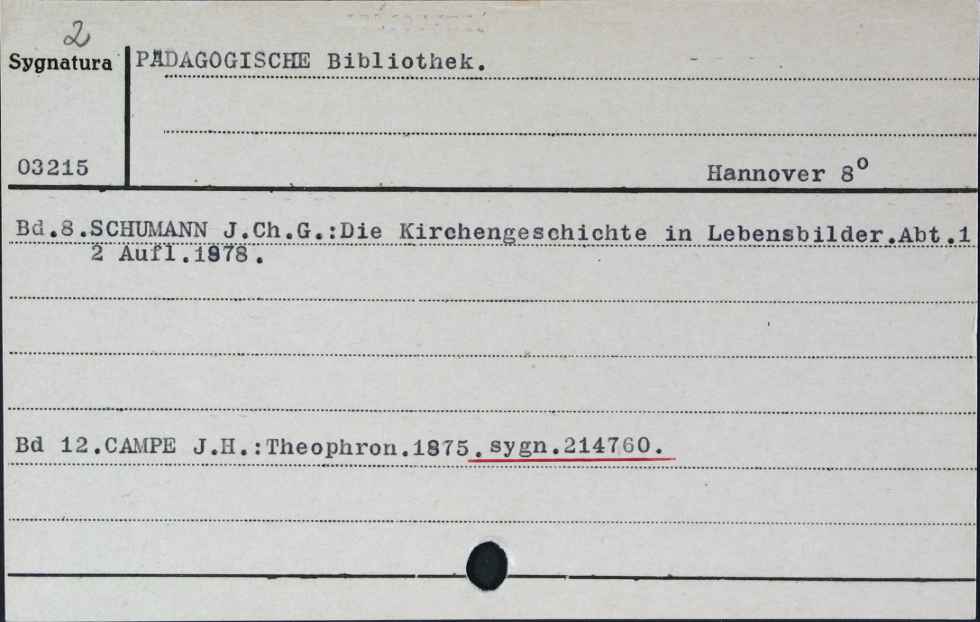 2
Sygnatura PÄDAGOGISCHE Bibliothek.
03215 Hannover 8⁰
Bd.8.SCHUMANN J.Ch.G.:Die Kirchengeschichte in Lebensbilder.Abt.1
2 Aufl.1878.
Bd 12.CAMPE J.H.:Theophron.1875.sygn.214760.